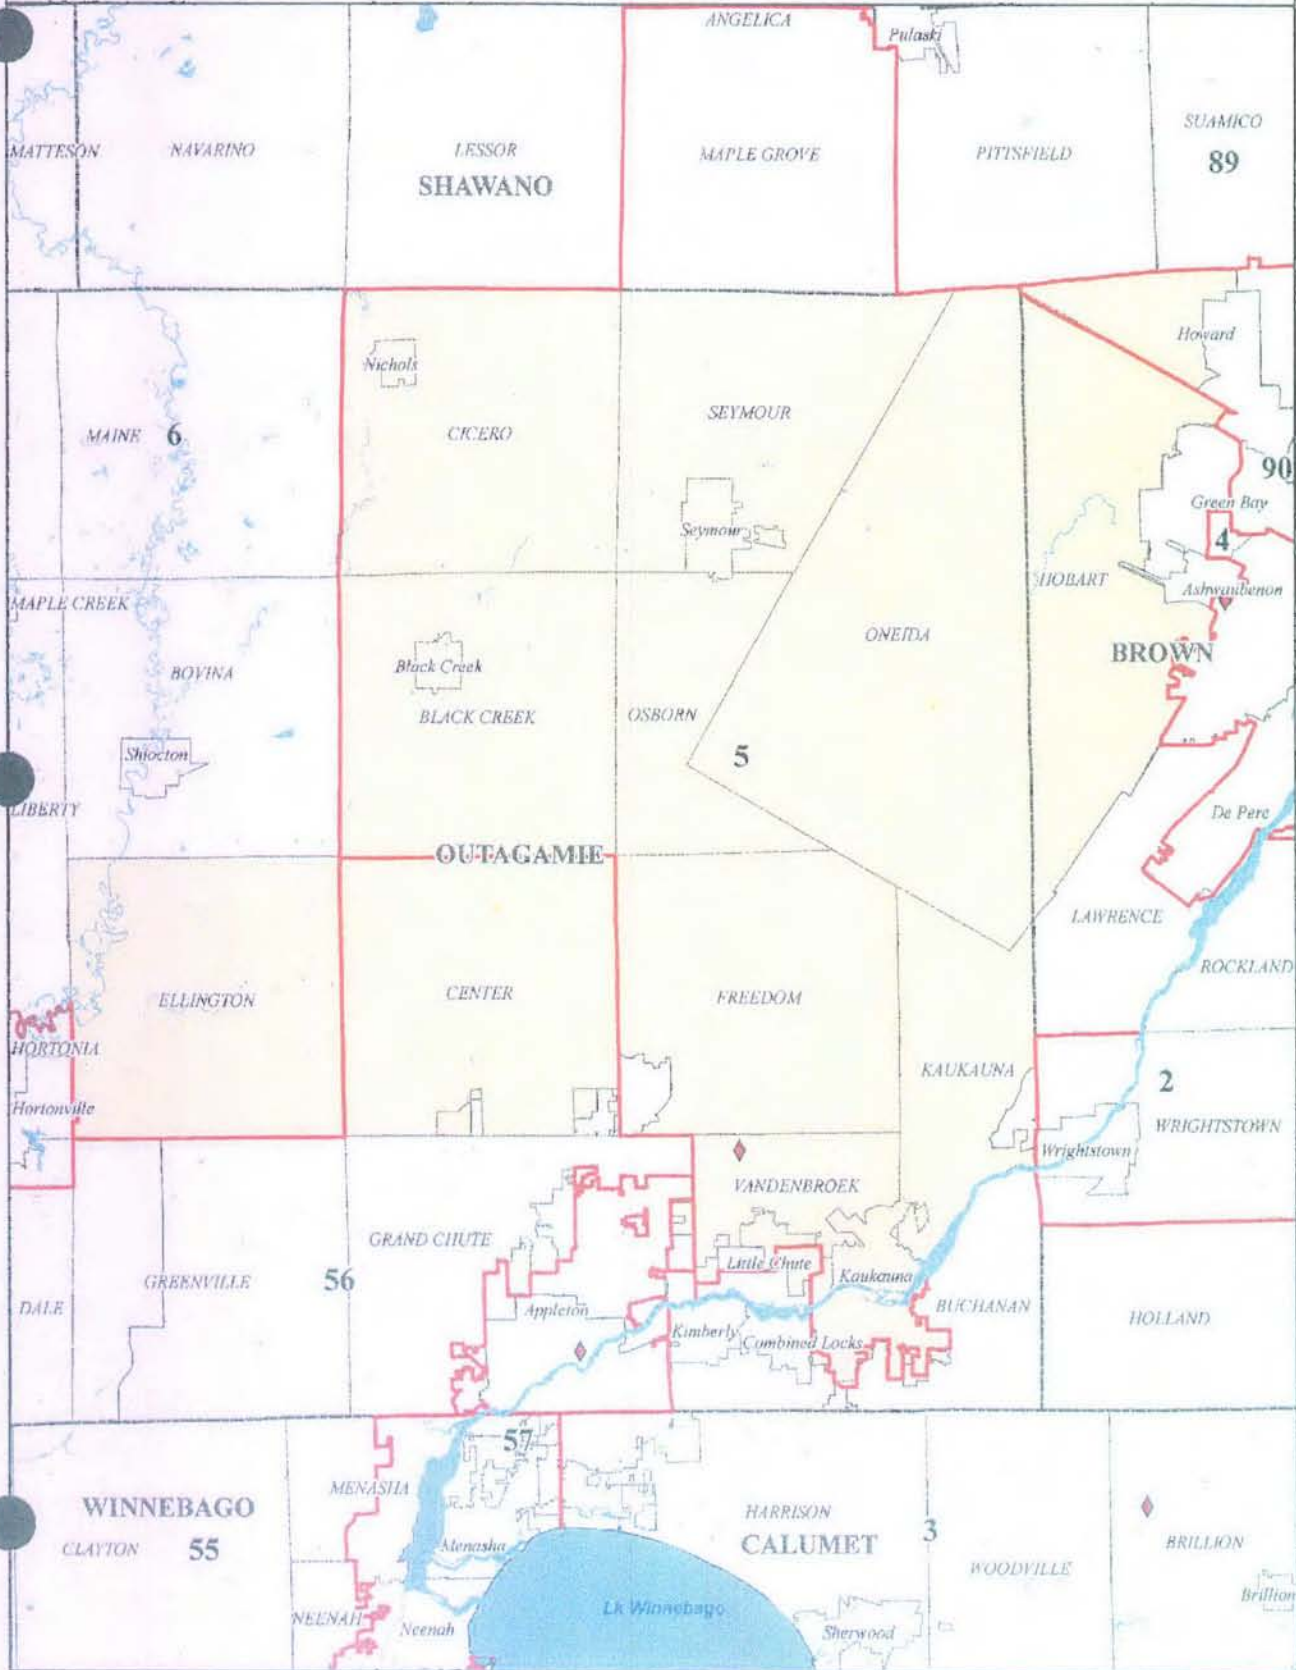 ANGELICA
Pulaski
SUAMICO
MATTESON
NAVARINO
LESSOR
MAPLE GROVE
PITTSFIELD
89
SHAWANO
Howard
Nichols
SEYMOUR
MAINE
6
CICERO
90
Green Bay
Seymour
4
HOBART
Ashwaubenon
MAPLE CREEK
ONEIDA
BROWN
BOVINA
Black Creek
BLACK CREEK
OSBORN
Shiocton
5
LIBERTY
De Pere
OUTAGAMIE
LAWRENCE
ROCKLAND
ELLINGTON
CENTER
FREEDOM
HORTONIA
KAUKAUNA
2
Hortonville
WRIGHTSTOWN
Wrightstown
VANDENBROEK
GRAND CHUTE
Little Chute
GREENVILLE
56
Kaukauna
DALE
Appleton
BUCHANAN
HOLLAND
Kimberly
Combined Locks
57
MENASHA
WINNEBAGO
HARRISON
3
CLAYTON
55
Menasha
CALUMET
BRILLION
WOODVILLE
Brillion
NEENAH
Neenah
Lk Winnebago
Sherwood